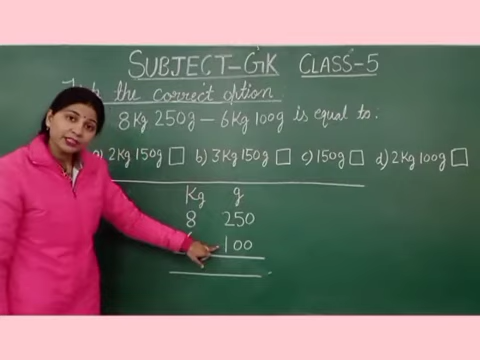 SUBJECT-GK CLASS-5
Tick the correct option
8Kg 250g – 6Kg 100g is equal to:
a) 2Kg 150g b) 3Kg 150g c) 150g d) 2Kg 100g
Kg g
8 250
100